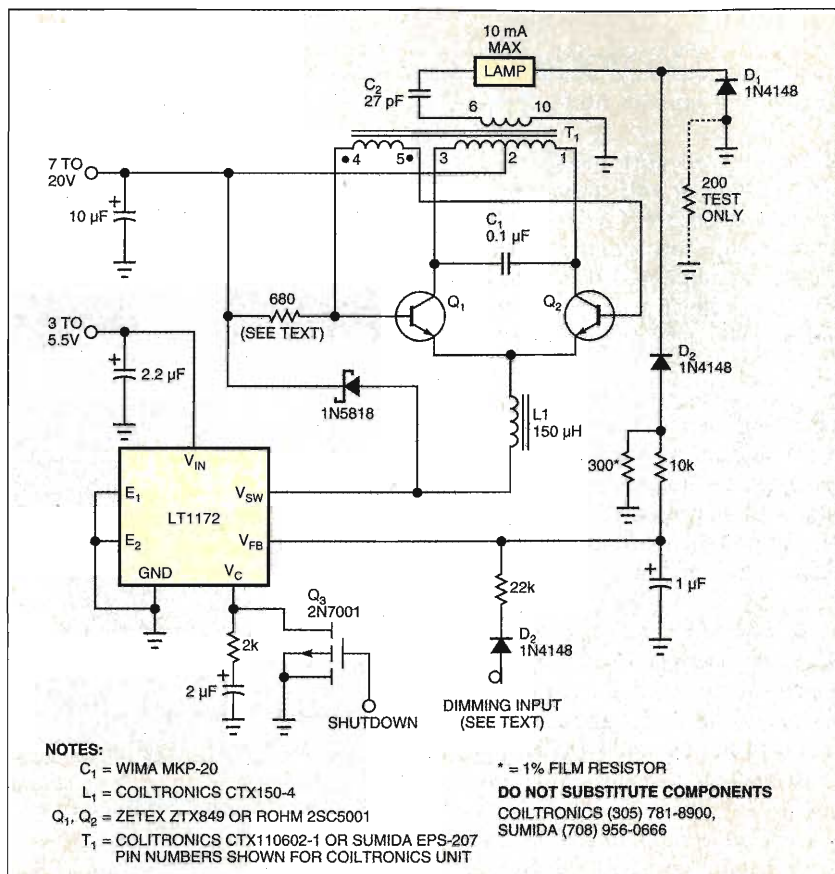 10 mA
MAX
LAMP
C2
27 pF
D1
1N4148
6 10
T1
4 5 3 2 1
7 TO
20V
200
TEST
ONLY
10 µF
C1
0.1 µF
680
(SEE TEXT)
Q1
Q2
3 TO
5.5V
D2
1N4148
2.2 µF
1N5818
L1
150 µH
300*
10k
VIN
E1
VSW
LT1172
E2
VFB
GND
VC
Q3
2N7001
22k
1 µF
2k
D2
1N4148
2 µF
SHUTDOWN
DIMMING INPUT
(SEE TEXT)
NOTES:
C1 = WIMA MKP-20
L1 = COILTRONICS CTX150-4
Q1, Q2 = ZETEX ZTX849 OR ROHM 2SC5001
T1 = COLITRONICS CTX110602-1 OR SUMIDA EPS-207
PIN NUMBERS SHOWN FOR COILTRONICS UNIT
* = 1% FILM RESISTOR
DO NOT SUBSTITUTE COMPONENTS
COILTRONICS (305) 781-8900,
SUMIDA (708) 956-0666